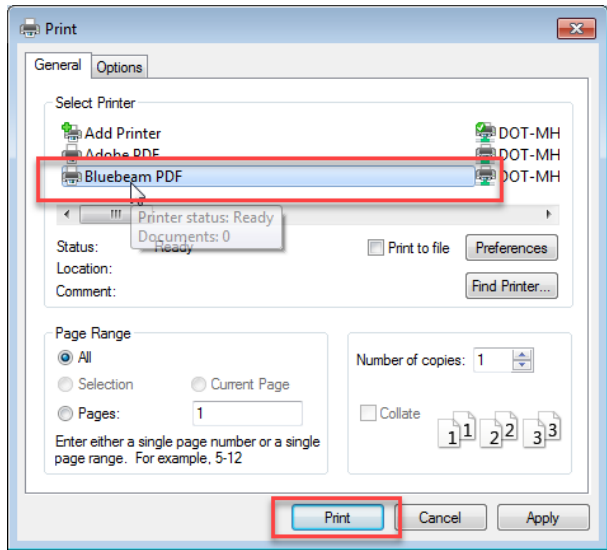 Print
General Options
Select Printer
Add Printer DOT-MH
Adobe PDF DOT-MH
Bluebeam PDF DOT-MH
Printer status: Ready
Documents: 0
Status: Ready Print to file Preferences
Location:
Comment: Find Printer...
Page Range
All Number of copies: 1
Selection Current Page
Pages: 1 Collate
1 1 2 2 3 3
Enter either a single page number or a single
page range. For example, 5-12
Print Cancel Apply